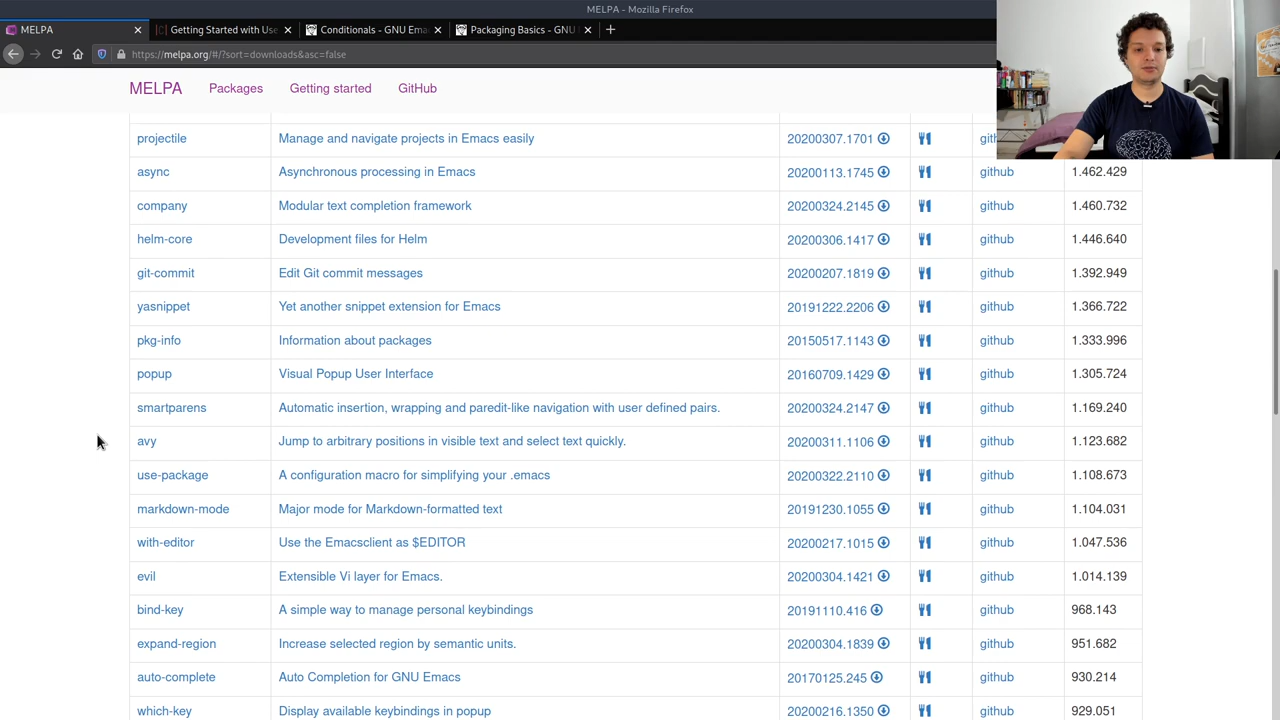 MELPA - Mozilla Firefox
MELPA
Getting Started with Use
Conditionals - GNU Ema
Packaging Basics - GNU
https://melpa.org/#/?sort=downloads&asc=false
MELPA Packages Getting started GitHub
projectile Manage and navigate projects in Emacs easily 20200307.1701 gith
async Asynchronous processing in Emacs 20200113.1745 github 1.462.429
company Modular text completion framework 20200324.2145 github 1.460.732
helm-core Development files for Helm 20200306.1417 github 1.446.640
git-commit Edit Git commit messages 20200207.1819 github 1.392.949
yasnippet Yet another snippet extension for Emacs 20191222.2206 github 1.366.722
pkg-info Information about packages 20150517.1143 github 1.333.996
popup Visual Popup User Interface 20160709.1429 github 1.305.724
smartparens Automatic insertion, wrapping and paredit-like navigation with user defined pairs. 20200324.2147 github 1.169.240
avy Jump to arbitrary positions in visible text and select text quickly. 20200311.1106 github 1.123.682
use-package A configuration macro for simplifying your .emacs 20200322.2110 github 1.108.673
markdown-mode Major mode for Markdown-formatted text 20191230.1055 github 1.104.031
with-editor Use the Emacsclient as $EDITOR 20200217.1015 github 1.047.536
evil Extensible Vi layer for Emacs. 20200304.1421 github 1.014.139
bind-key A simple way to manage personal keybindings 20191110.416 github 968.143
expand-region Increase selected region by semantic units. 20200304.1839 github 951.682
auto-complete Auto Completion for GNU Emacs 20170125.245 github 930.214
which-key Display available keybindings in popup 20200216.1350 github 929.051